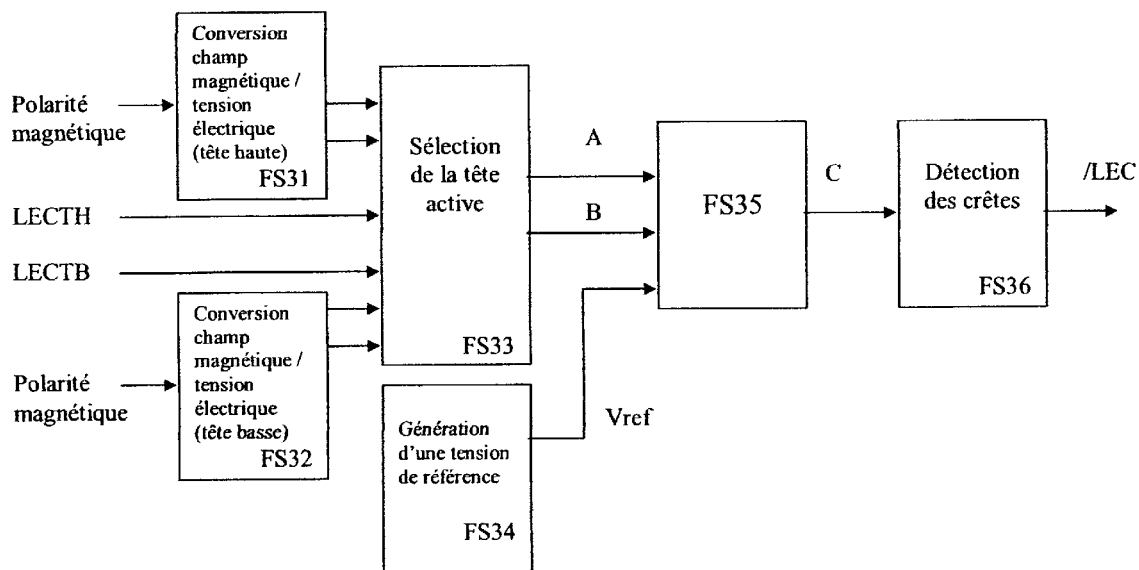 Conversion
champ
magnétique /
tension
électrique
(tête haute)
FS31
Polarité
magnétique
LECTH
LECTB
Conversion
champ
magnétique /
tension
électrique
(tête basse)
FS32
Polarité
magnétique
Sélection
de la tête
active
FS33
Génération
d'une tension
de référence
FS34
A
B
Vref
FS35
C
Détection
des crêtes
FS36
/LEC